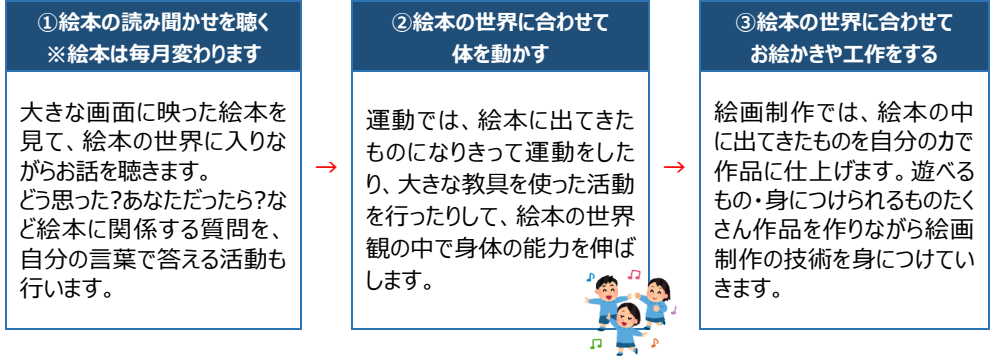 ①絵本の読み聞かせを聴く
※絵本は毎月変わります
大きな画面に映った絵本を
見て、絵本の世界に入りな
がらお話を聴きます。
どう思った?あなただったら?な
ど絵本に関係する質問を、
自分の言葉で答える活動も
行います。
→
②絵本の世界に合わせて
体を動かす
運動では、絵本に出てきた
ものになりきって運動をした
り、大きな教具を使った活動
を行ったりして、絵本の世界
観の中で身体の能力を伸ば
します。
→
③絵本の世界に合わせて
お絵かきや工作をする
絵画制作では、絵本の中
に出てきたものを自分の力で
作品に仕上げます。遊べる
もの・身につけられるものたく
さん作品を作りながら絵画
制作の技術を身につけてい
きます。